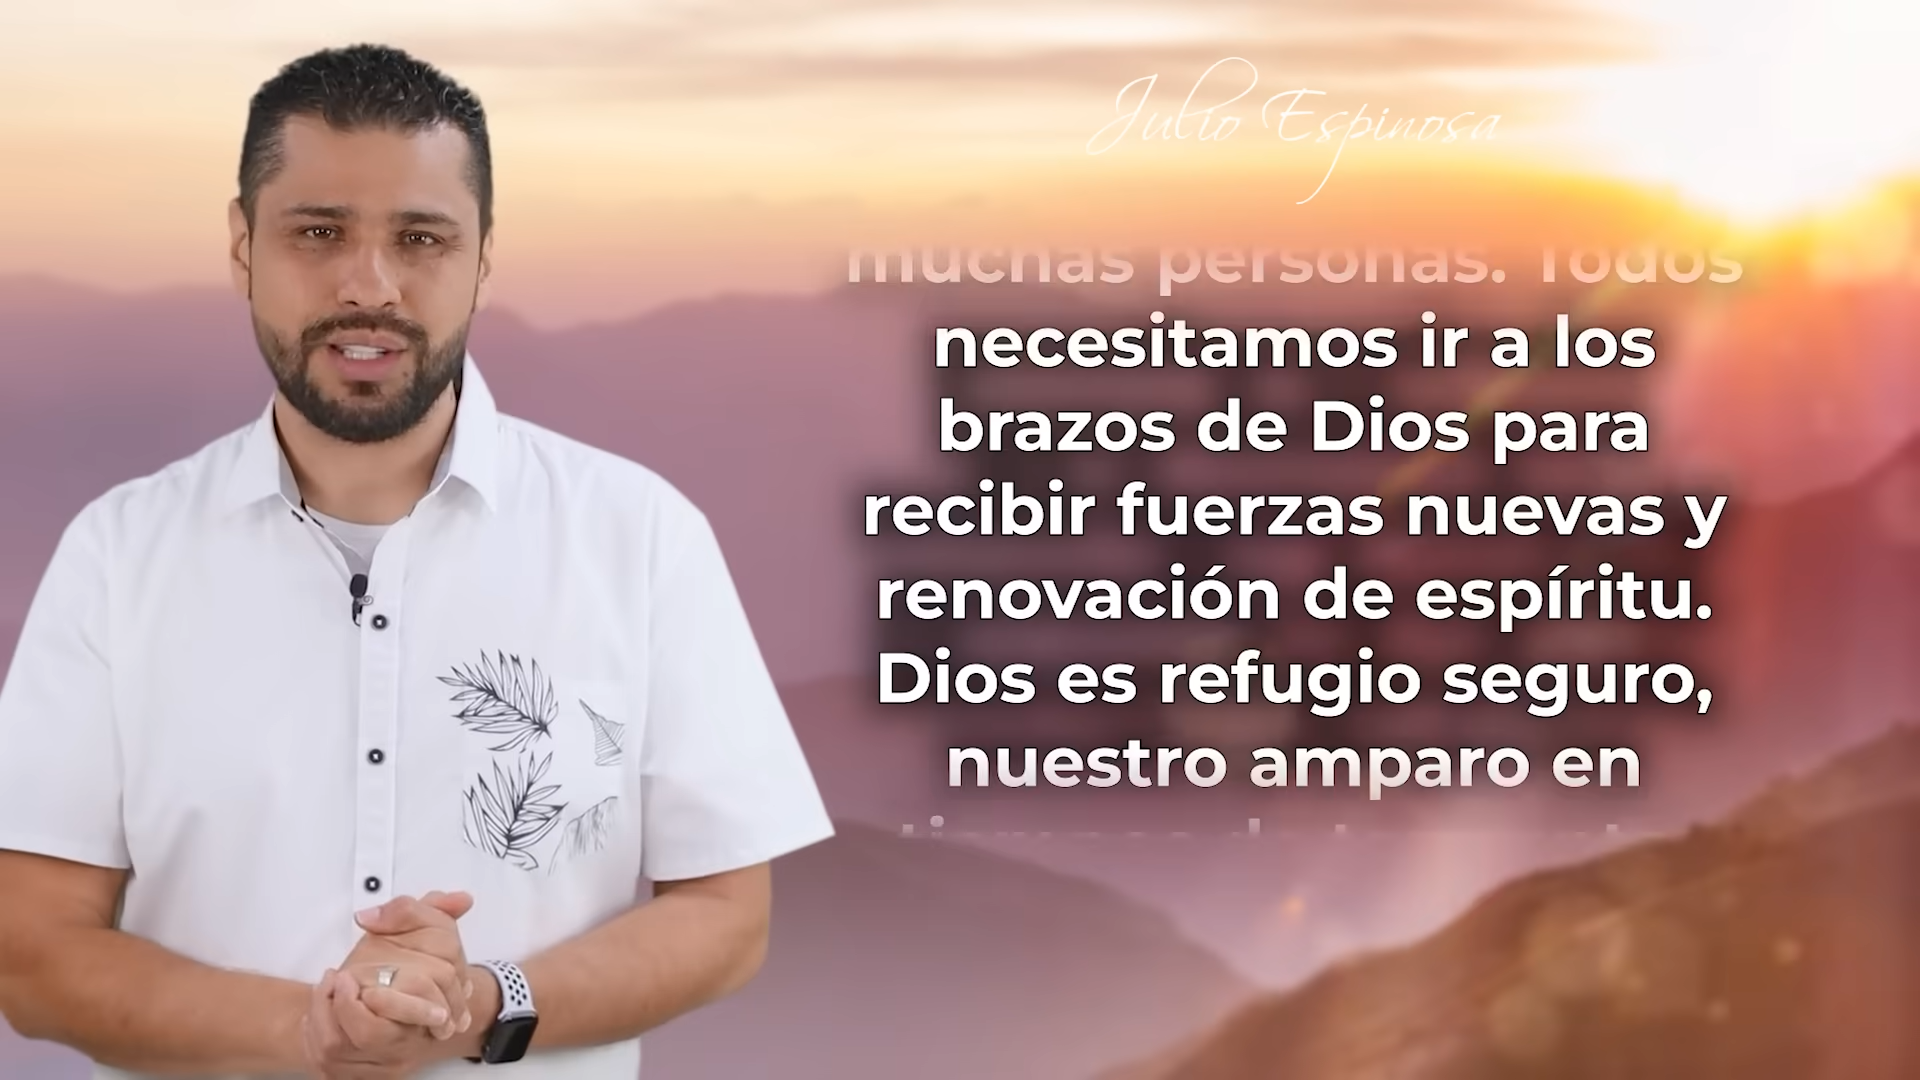 Julio Espinosa
muchas personas. Todos
necesitamos ir a los
brazos de Dios para
recibir fuerzas nuevas y
renovación de espíritu.
Dios es refugio seguro,
nuestro amparo en